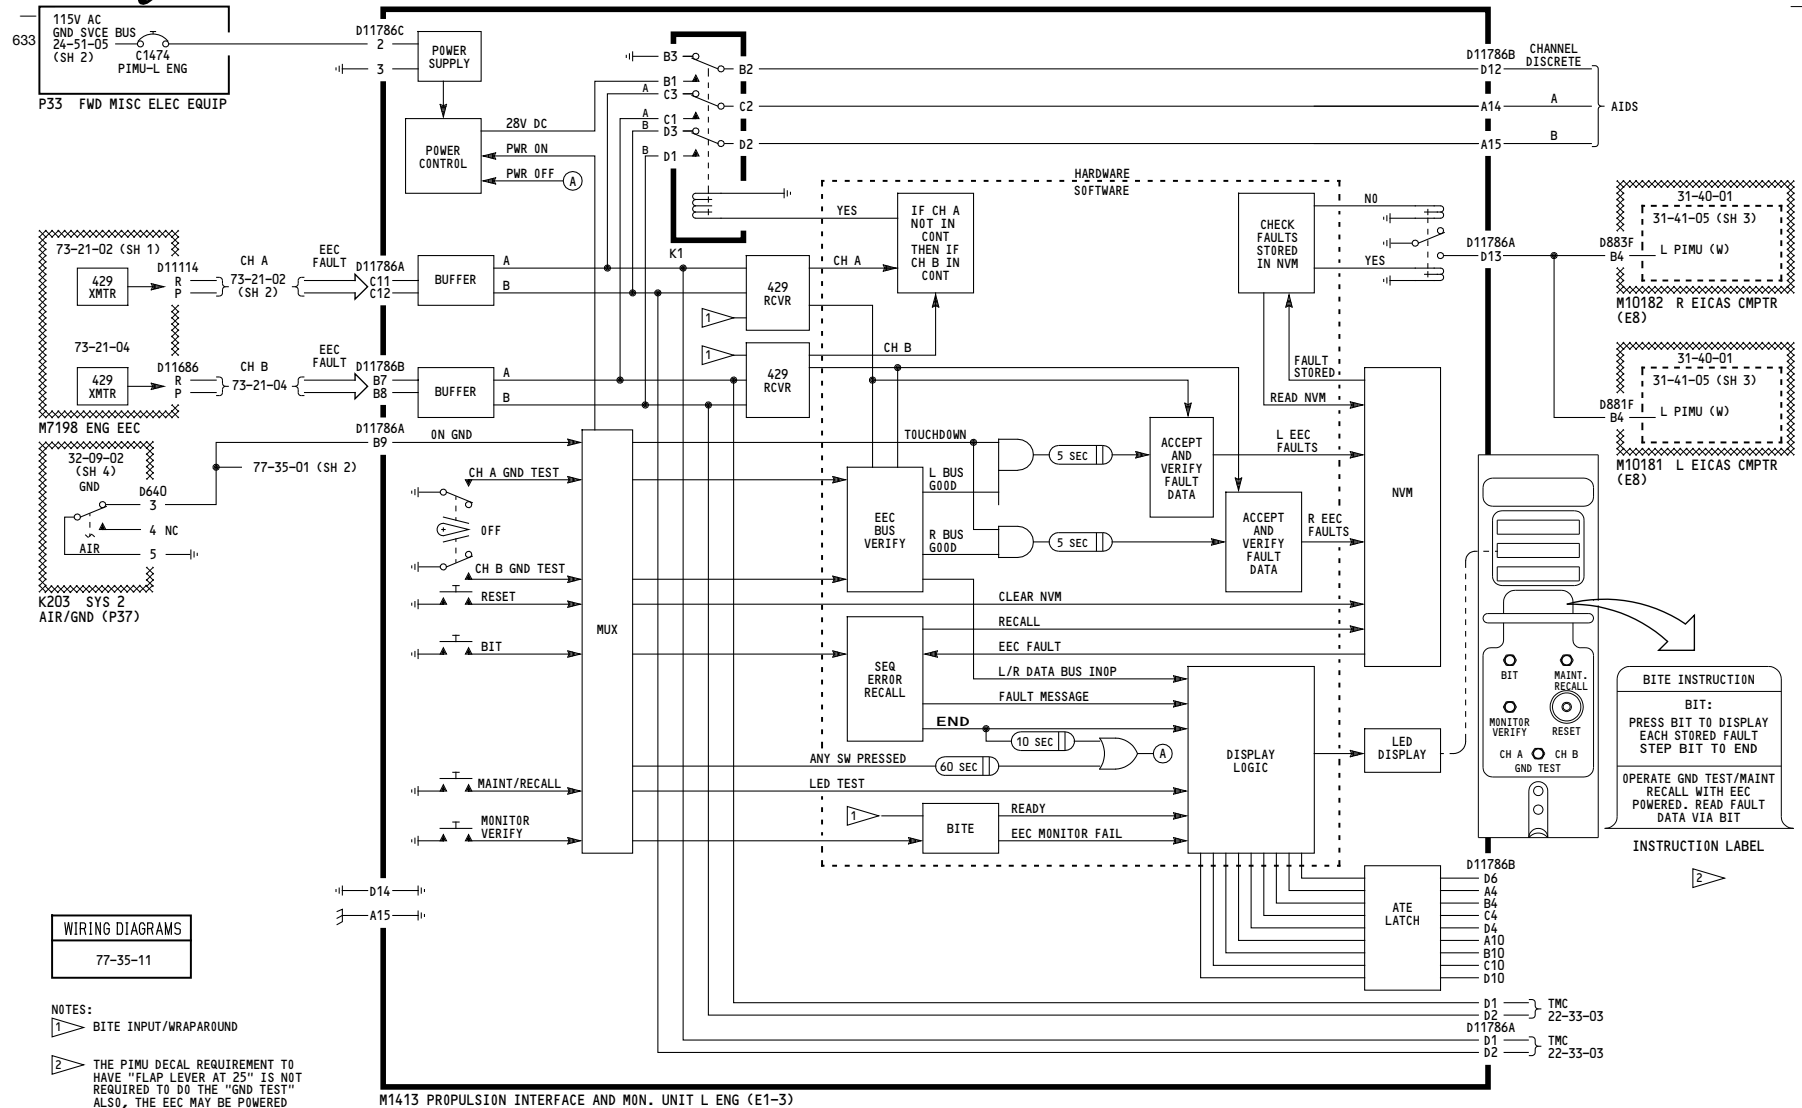 633
115V AC
GND SVCE BUS
24-51-05
(SH 2)
C1474
PIMU-L ENG
P33 FWD MISC ELEC EQUIP
D11786C
2
3
POWER
SUPPLY
POWER
CONTROL
28V DC
PWR ON
PWR OFF
A
B3
B1
A C3
A C1
B D3
B D1
B2
C2
D2
K1
D11786B
D12
CHANNEL
DISCRETE
A14 A
A15 B
AIDS
HARDWARE
SOFTWARE
YES
IF CH A
NOT IN
CONT
THEN IF
CH B IN
CONT
CHECK
FAULTS
STORED
IN NVM
NO
YES
D11786A
D13
31-40-01
31-41-05 (SH 3)
D883F
B4
L PIMU (W)
M10182 R EICAS CMPTR
(E8)
31-40-01
31-41-05 (SH 3)
D881F
B4
L PIMU (W)
M10181 L EICAS CMPTR
(E8)
73-21-02 (SH 1)
429
XMTR
D11114
R
P
CH A
73-21-02
(SH 2)
EEC
FAULT
D11786A
C11
C12
BUFFER
A
B
429
RCVR
CH A
1
73-21-04
429
XMTR
D11686
R
P
CH B
73-21-04
EEC
FAULT
D11786B
B7
B8
BUFFER
A
B
1
429
RCVR
CH B
M7198 ENG EEC
FAULT
STORED
READ NVM
D11786A
B9
ON GND
77-35-01 (SH 2)
32-09-02
(SH 4)
GND
D640
3
4 NC
5
AIR
K203 SYS 2
AIR/GND (P37)
CH A GND TEST
OFF
CH B GND TEST
RESET
BIT
MAINT/RECALL
MONITOR
VERIFY
MUX
TOUCHDOWN
L BUS
GOOD
R BUS
GOOD
EEC
BUS
VERIFY
5 SEC
5 SEC
ACCEPT
AND
VERIFY
FAULT
DATA
ACCEPT
AND
VERIFY
FAULT
DATA
L EEC
FAULTS
R EEC
FAULTS
NVM
CLEAR NVM
RECALL
EEC FAULT
SEQ
ERROR
RECALL
L/R DATA BUS INOP
FAULT MESSAGE
END
10 SEC
A
ANY SW PRESSED
60 SEC
LED TEST
1
BITE
READY
EEC MONITOR FAIL
DISPLAY
LOGIC
LED
DISPLAY
BIT
MAINT.
RECALL
MONITOR
VERIFY
RESET
CH A CH B
GND TEST
BITE INSTRUCTION
BIT:
PRESS BIT TO DISPLAY
EACH STORED FAULT
STEP BIT TO END
OPERATE GND TEST/MAINT
RECALL WITH EEC
POWERED. READ FAULT
DATA VIA BIT
INSTRUCTION LABEL
2
D14
A15
ATE
LATCH
D11786B
D6
A4
B4
C4
D4
A10
B10
C10
D10
D1
D2
TMC
22-33-03
D11786A
D1
D2
TMC
22-33-03
WIRING DIAGRAMS
77-35-11
NOTES:
1 BITE INPUT/WRAPAROUND
2 THE PIMU DECAL REQUIREMENT TO
HAVE "FLAP LEVER AT 25" IS NOT
REQUIRED TO DO THE "GND TEST"
ALSO, THE EEC MAY BE POWERED
M1413 PROPULSION INTERFACE AND MON. UNIT L ENG (E1-3)